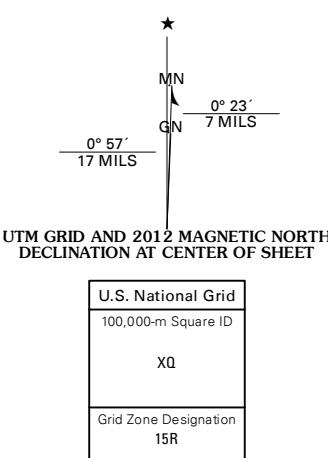 ★
MN
0° 23´
7 MILS
GN
0° 57´
17 MILS
UTM GRID AND 2012 MAGNETIC NORTH
DECLINATION AT CENTER OF SHEET
U.S. National Grid
100,000-m Square ID
XQ
Grid Zone Designation
15R